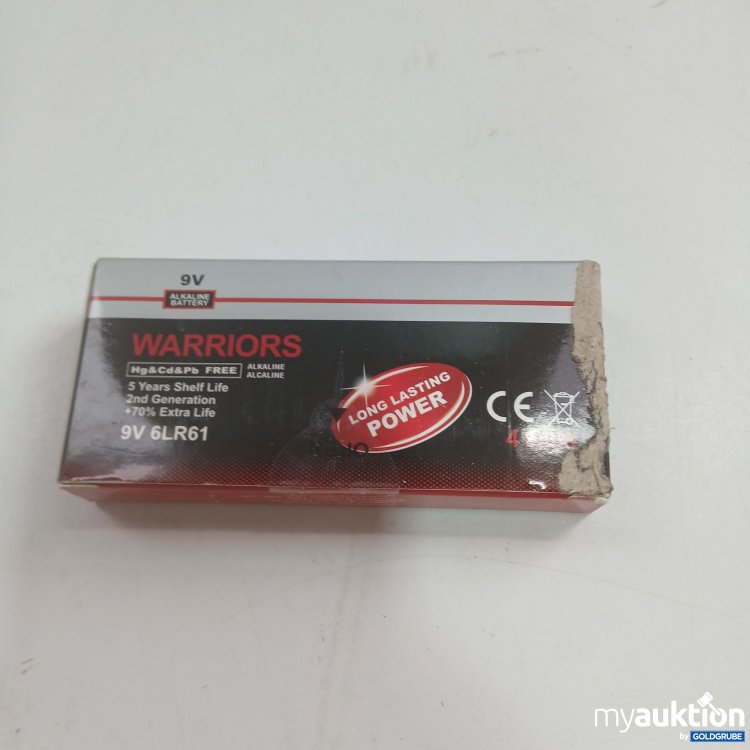 9V
ALKALINE
BATTERY
WARRIORS
Hg&Cd&Pb FREE
ALKALINE
ALCALINE
5 Years Shelf Life
2nd Generation
+70% Extra Life
9V 6LR61
LONG LASTING
POWER
CE
4
myauktion
by GOLDGRUBE